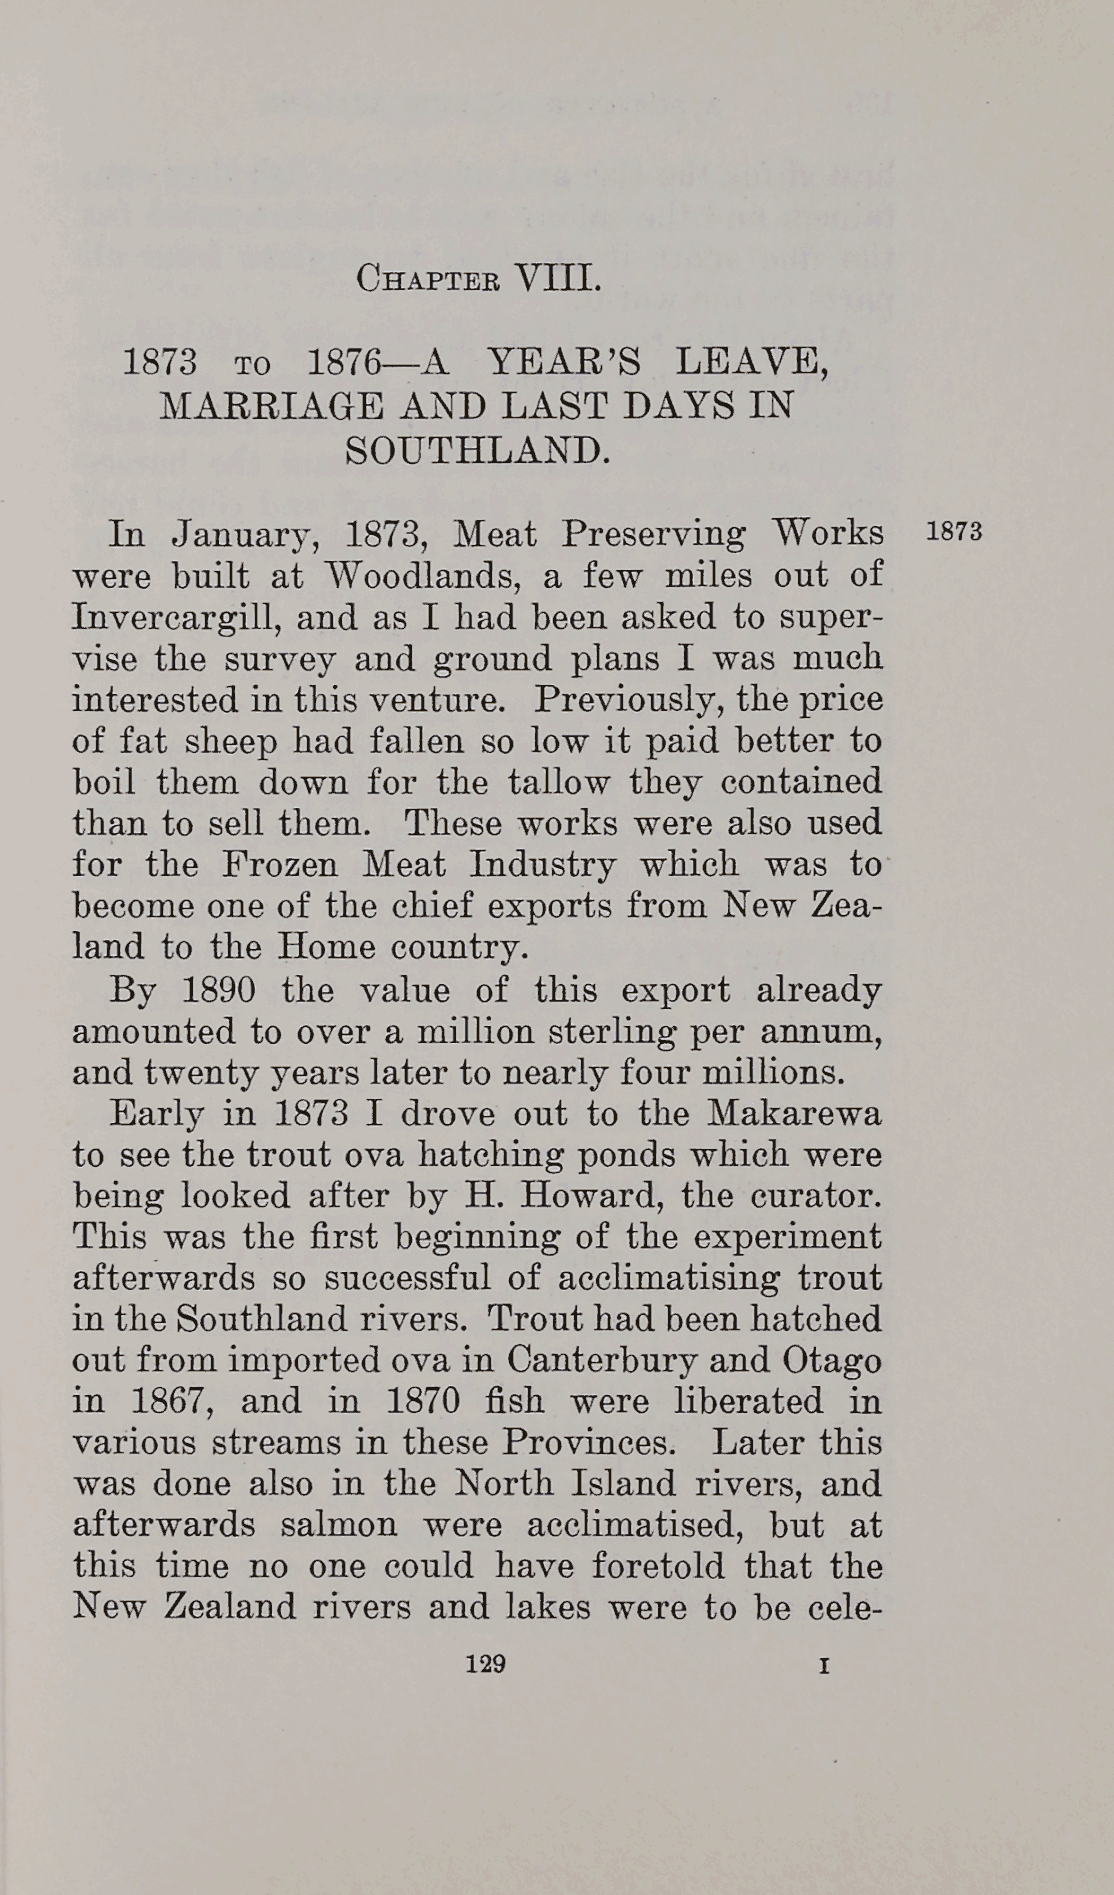 Chapter VIII.
1873 to 1876—A YEAR'S LEAVE,
MARRIAGE AND LAST DAYS IN
SOUTHLAND.
In January, 1873, Meat Preserving Works 1873
were built at Woodlands, a few miles out of
Invercargill, and as I had been asked to super-
vise the survey and ground plans I was much
interested in this venture. Previously, the price
of fat sheep had fallen so low it paid better to
boil them down for the tallow they contained
than to sell them. These works were also used
for the Frozen Meat Industry which was to
become one of the chief exports from New Zea-
land to the Home country.
By 1890 the value of this export already
amounted to over a million sterling per annum,
and twenty years later to nearly four millions.
Early in 1873 I drove out to the Makarewa
to see the trout ova hatching ponds which were
being looked after by H. Howard, the curator.
This was the first beginning of the experiment
afterwards so successful of acclimatising trout
in the Southland rivers. Trout had been hatched
out from imported ova in Canterbury and Otago
in 1867, and in 1870 fish were liberated in
various streams in these Provinces. Later this
was done also in the North Island rivers, and
afterwards salmon were acclimatised, but at
this time no one could have foretold that the
New Zealand rivers and lakes were to be cele-
129 I